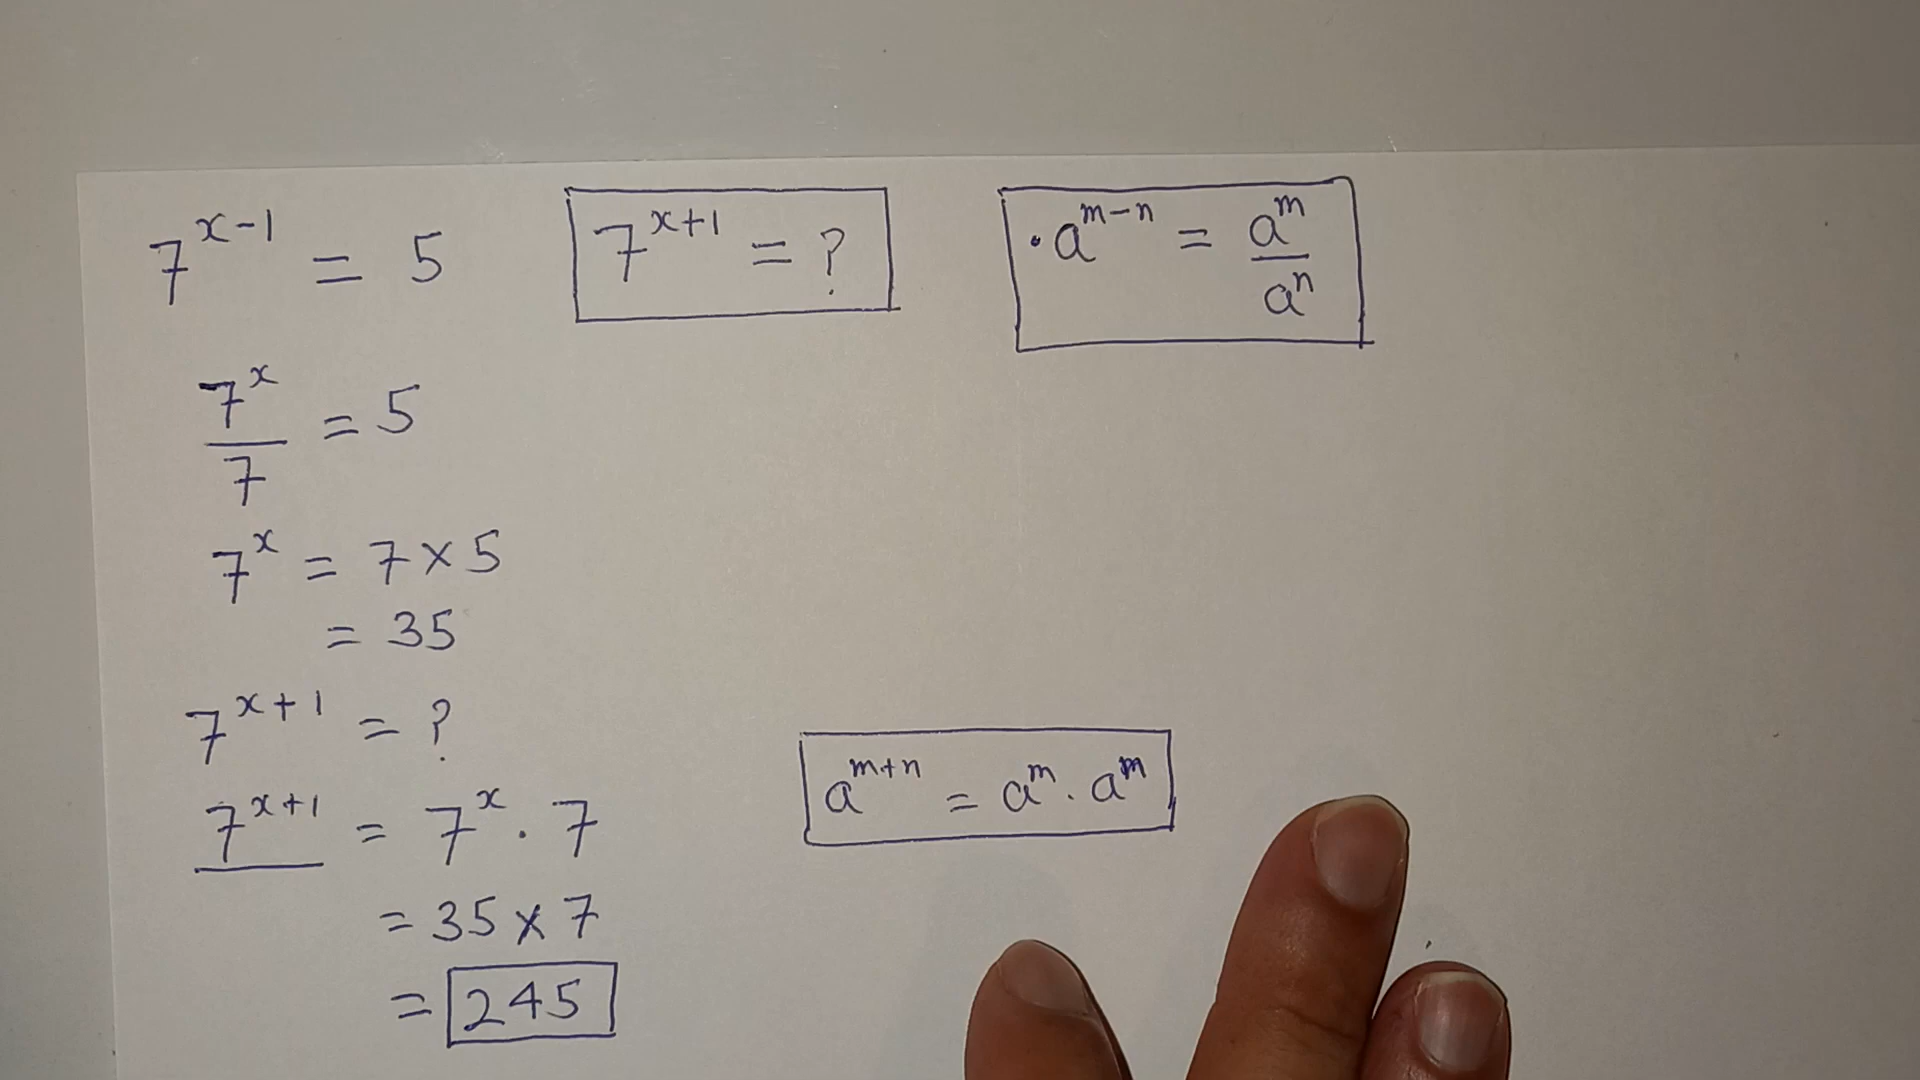 7^(x-1) = 5
7^(x+1) = ?
· a^(m-n) = a^m / a^n
7^x / 7 = 5
7^x = 7 × 5
= 35
7^(x+1) = ?
7^(x+1) = 7^x · 7
a^(m+n) = a^m · a^m
= 35 × 7
= 245